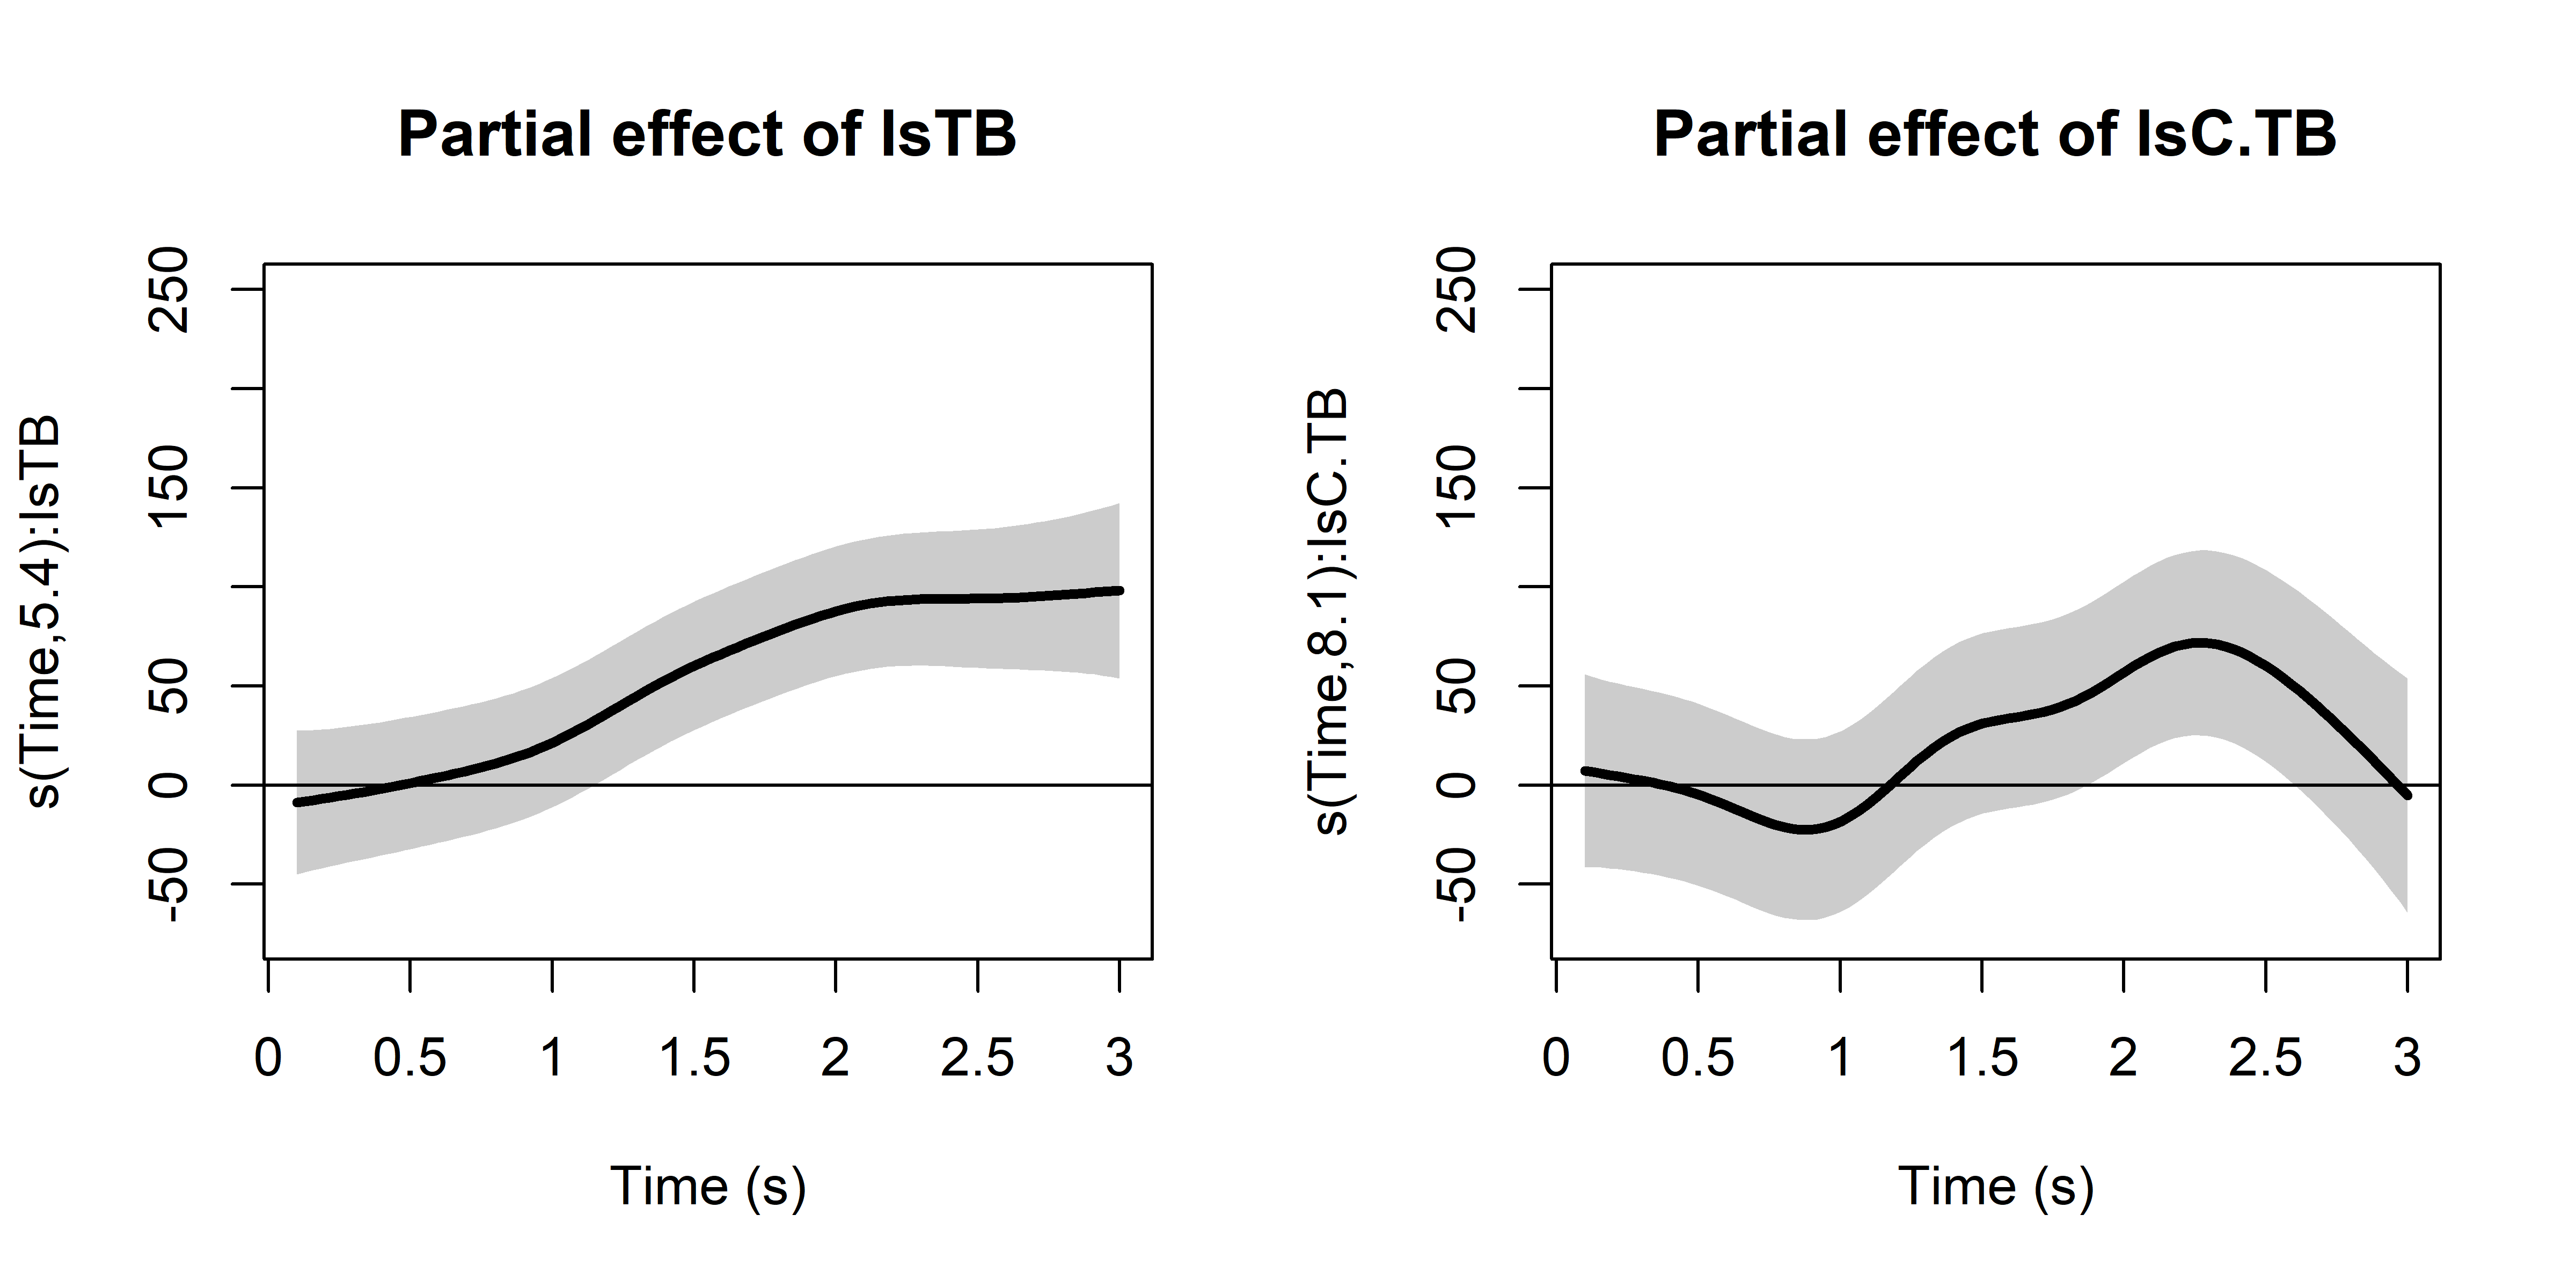 Partial effect of IsTB
s(Time,5.4):IsTB
250
150
50
0
-50
0 0.5 1 1.5 2 2.5 3
Time (s)
Partial effect of IsC.TB
s(Time,8.1):IsC.TB
250
150
50
0
-50
0 0.5 1 1.5 2 2.5 3
Time (s)